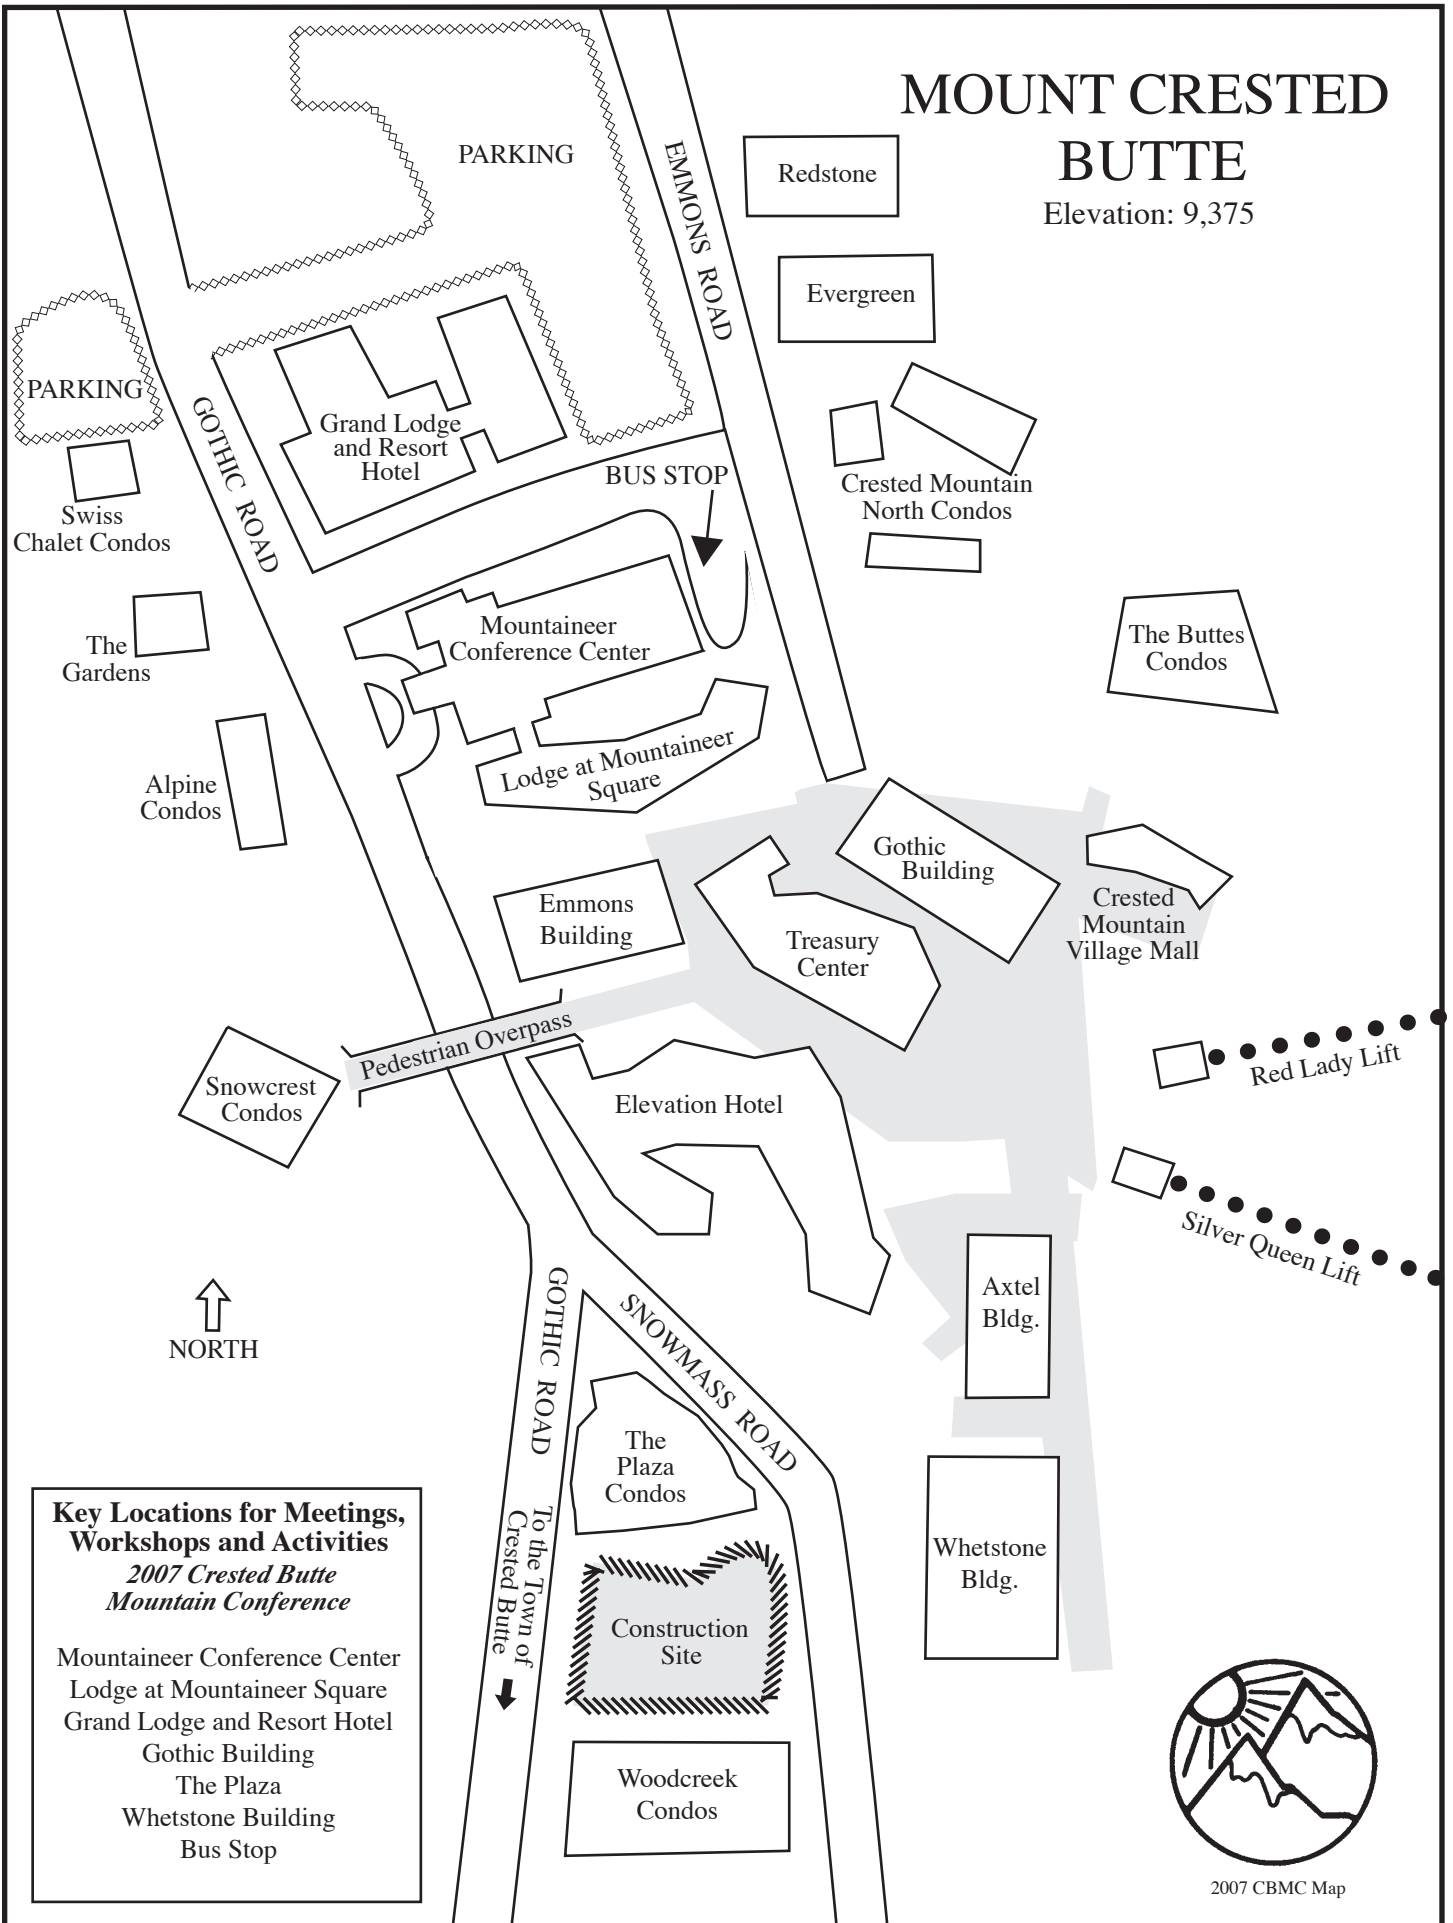 MOUNT CRESTED
BUTTE
Elevation: 9,375
PARKING
EMMONS ROAD
Redstone
Evergreen
PARKING
GOTHIC ROAD
Grand Lodge
and Resort
Hotel
BUS STOP
Crested Mountain
North Condos
Swiss
Chalet Condos
The
Gardens
Mountaineer
Conference Center
The Buttes
Condos
Alpine
Condos
Lodge at Mountaineer
Square
Gothic
Building
Emmons
Building
Treasury
Center
Crested
Mountain
Village Mall
Pedestrian Overpass
Snowcrest
Condos
Elevation Hotel
Red Lady Lift
Silver Queen Lift
NORTH
GOTHIC ROAD
SNOWMASS ROAD
Axtel
Bldg.
The
Plaza
Condos
To the Town of
Crested Butte
Whetstone
Bldg.
Construction
Site
Woodcreek
Condos
Key Locations for Meetings,
Workshops and Activities
2007 Crested Butte
Mountain Conference
Mountaineer Conference Center
Lodge at Mountaineer Square
Grand Lodge and Resort Hotel
Gothic Building
The Plaza
Whetstone Building
Bus Stop
2007 CBMC Map